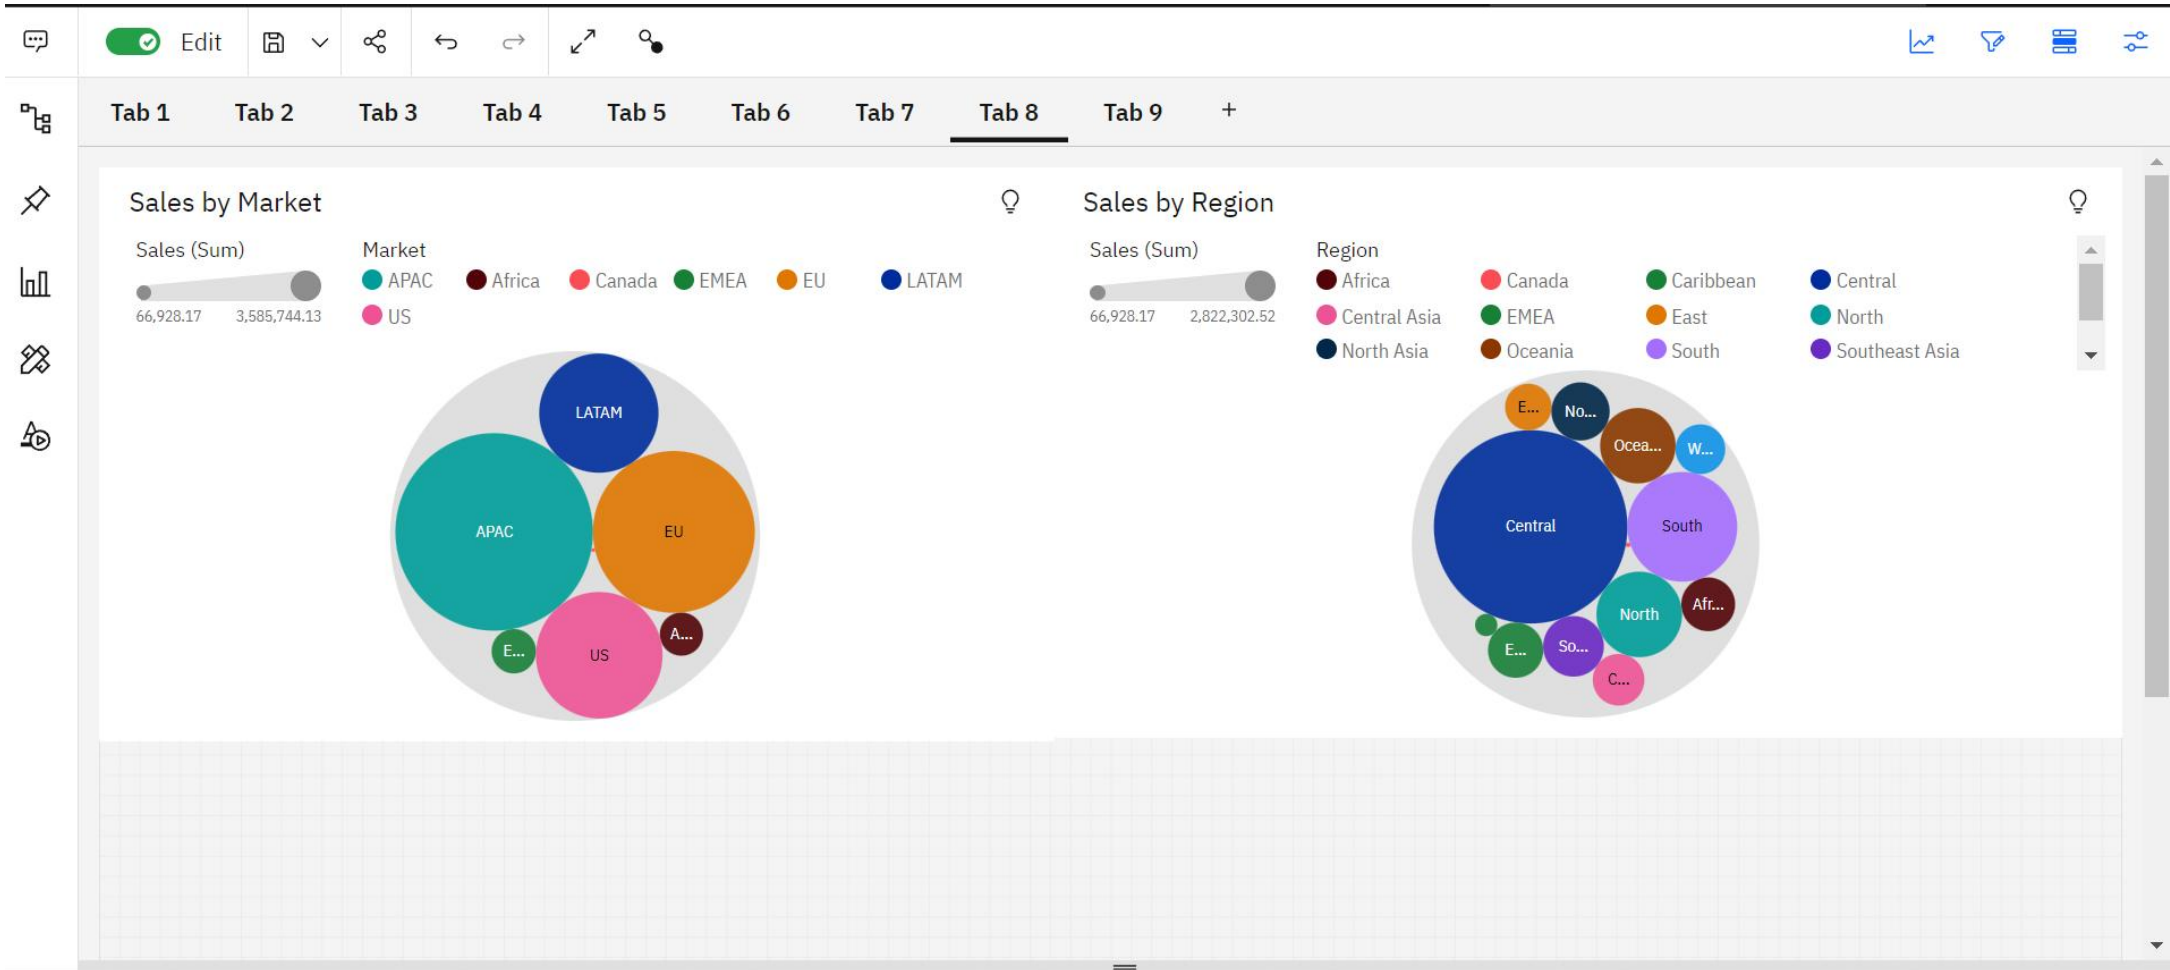 Edit
Tab 1 Tab 2 Tab 3 Tab 4 Tab 5 Tab 6 Tab 7 Tab 8 Tab 9 +
Sales by Market
Sales (Sum)
66,928.17 3,585,744.13
Market
APAC Africa Canada EMEA EU LATAM
US
LATAM
APAC
EU
US
E...
A...
Sales by Region
Sales (Sum)
66,928.17 2,822,302.52
Region
Africa Canada Caribbean Central
Central Asia EMEA East North
North Asia Oceania South Southeast Asia
E...
No...
Ocea...
W...
Central
South
North
Afr...
E...
So...
C...